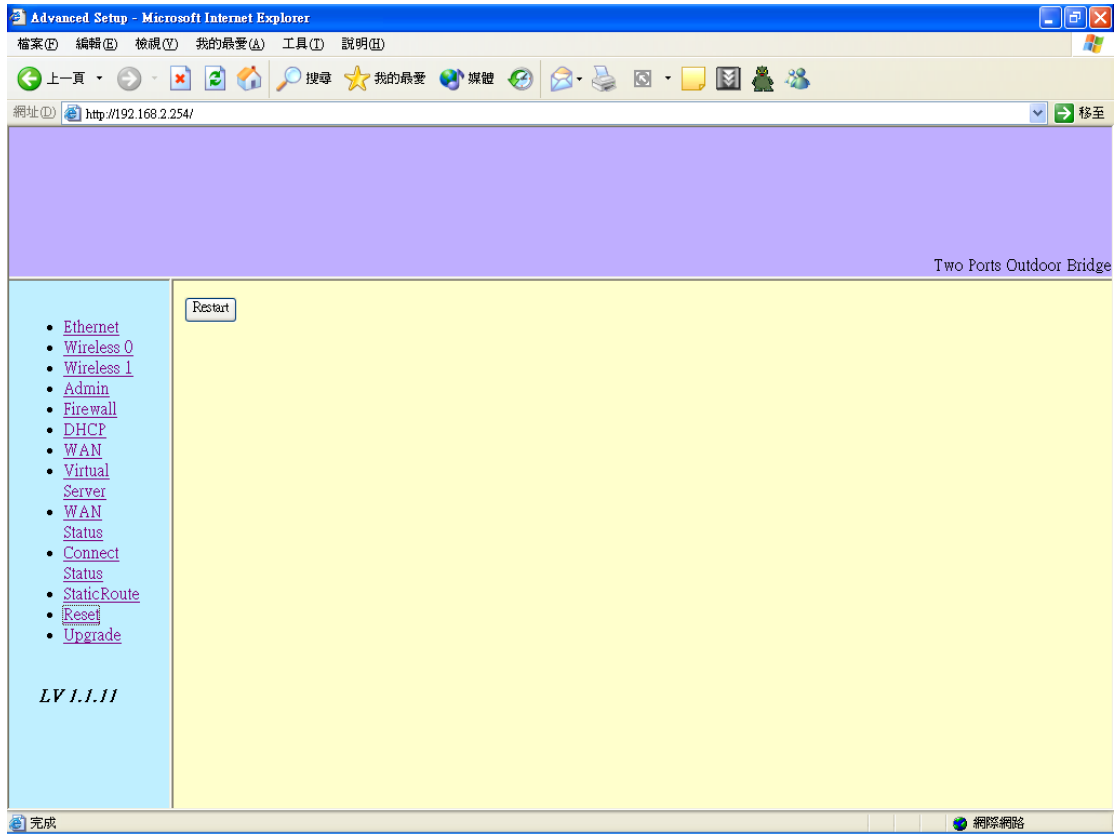 Advanced Setup - Microsoft Internet Explorer
檔案(F) 編輯(E) 檢視(V) 我的最愛(A) 工具(T) 說明(H)
上一頁 搜尋 我的最愛 媒體
網址(D) http://192.168.2.254/ 移至
Two Ports Outdoor Bridge
Restart
Ethernet
Wireless 0
Wireless 1
Admin
Firewall
DHCP
WAN
Virtual
Server
WAN
Status
Connect
Status
StaticRoute
Reset
Upgrade
LV 1.1.11
完成 網際網路